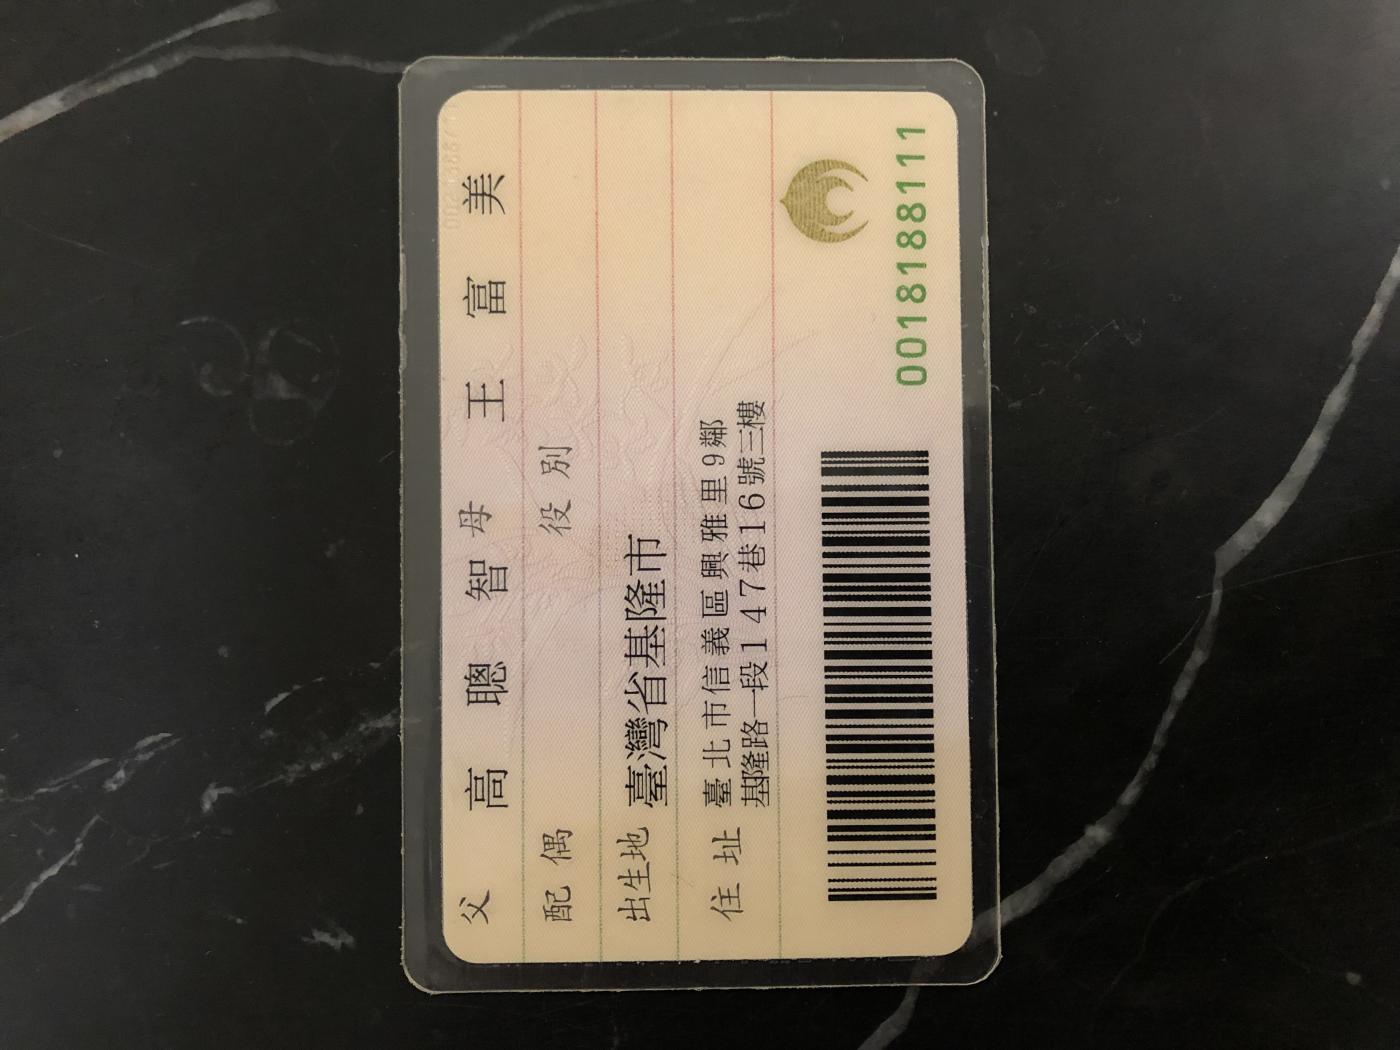 父 高聰智 母 王富美
配偶 役別
出生地 臺灣省基隆市
住址 臺北市信義區興雅里9鄰
基隆路一段147巷16號三樓
0018188111